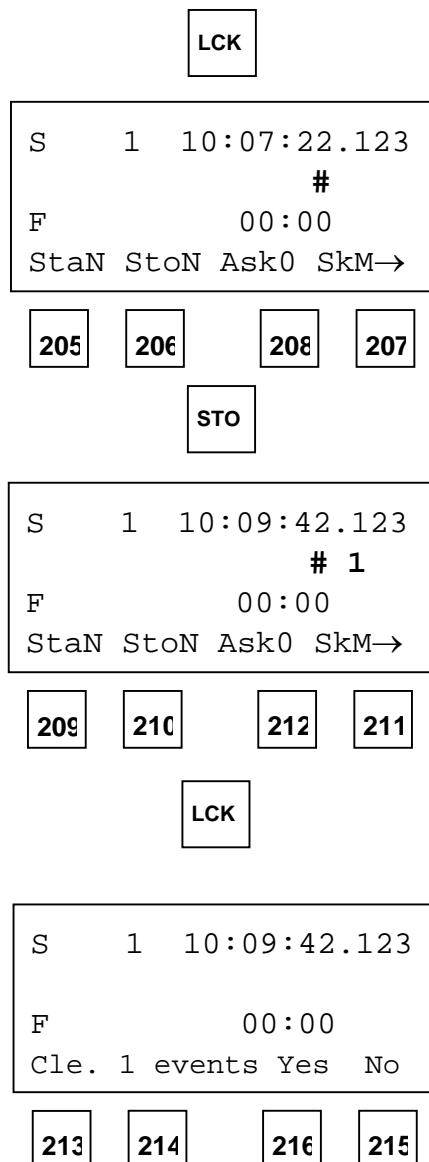 LCK
S 1 10:07:22.123
#
F 00:00
StaN StoN Ask0 SkM→
205 206 208 207
STO
S 1 10:09:42.123
# 1
F 00:00
StaN StoN Ask0 SkM→
209 210 212 211
LCK
S 1 10:09:42.123
F 00:00
Cle. 1 events Yes No
213 214 216 215